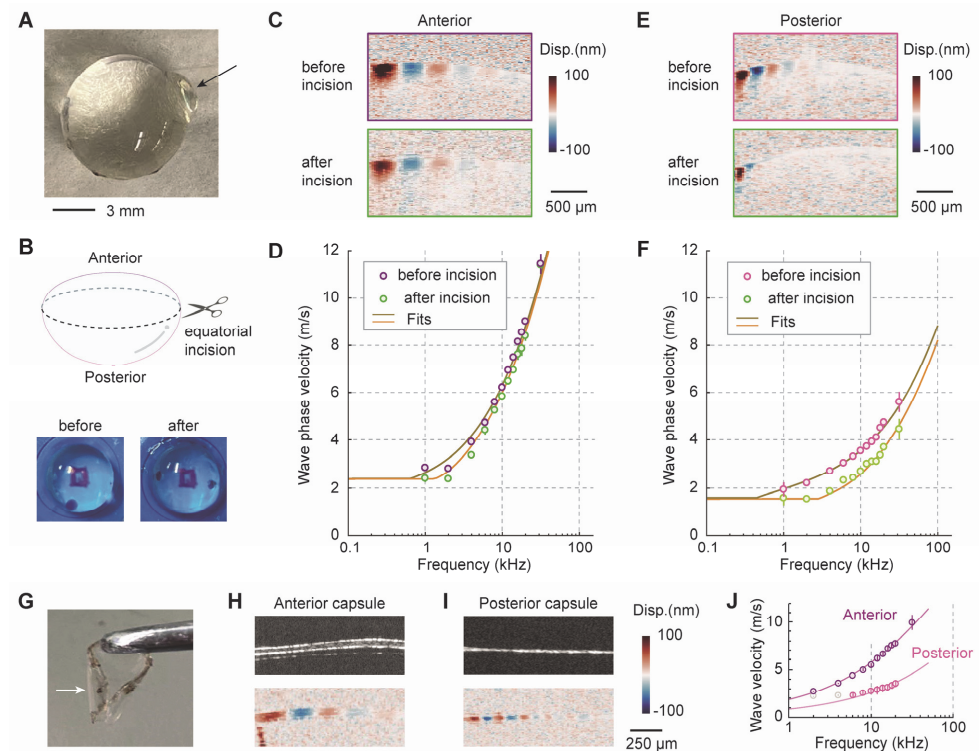 A
3 mm
B
Anterior
equatorial
incision
Posterior
before
after
C
Anterior
before
incision
after
incision
Disp.(nm)
100
-100
500 µm
D
12
10
8
6
4
2
0
Wave phase velocity (m/s)
before incision
after incision
Fits
0.1
1
10
100
Frequency (kHz)
E
Posterior
before
incision
after
incision
Disp.(nm)
100
-100
500 µm
F
12
10
8
6
4
2
0
Wave phase velocity (m/s)
before incision
after incision
Fits
0.1
1
10
100
Frequency (kHz)
G
H
Anterior capsule
I
Posterior capsule
Disp.(nm)
100
-100
250 µm
J
10
5
0
Wave velocity (m/s)
Anterior
Posterior
1
10
100
Frequency (kHz)